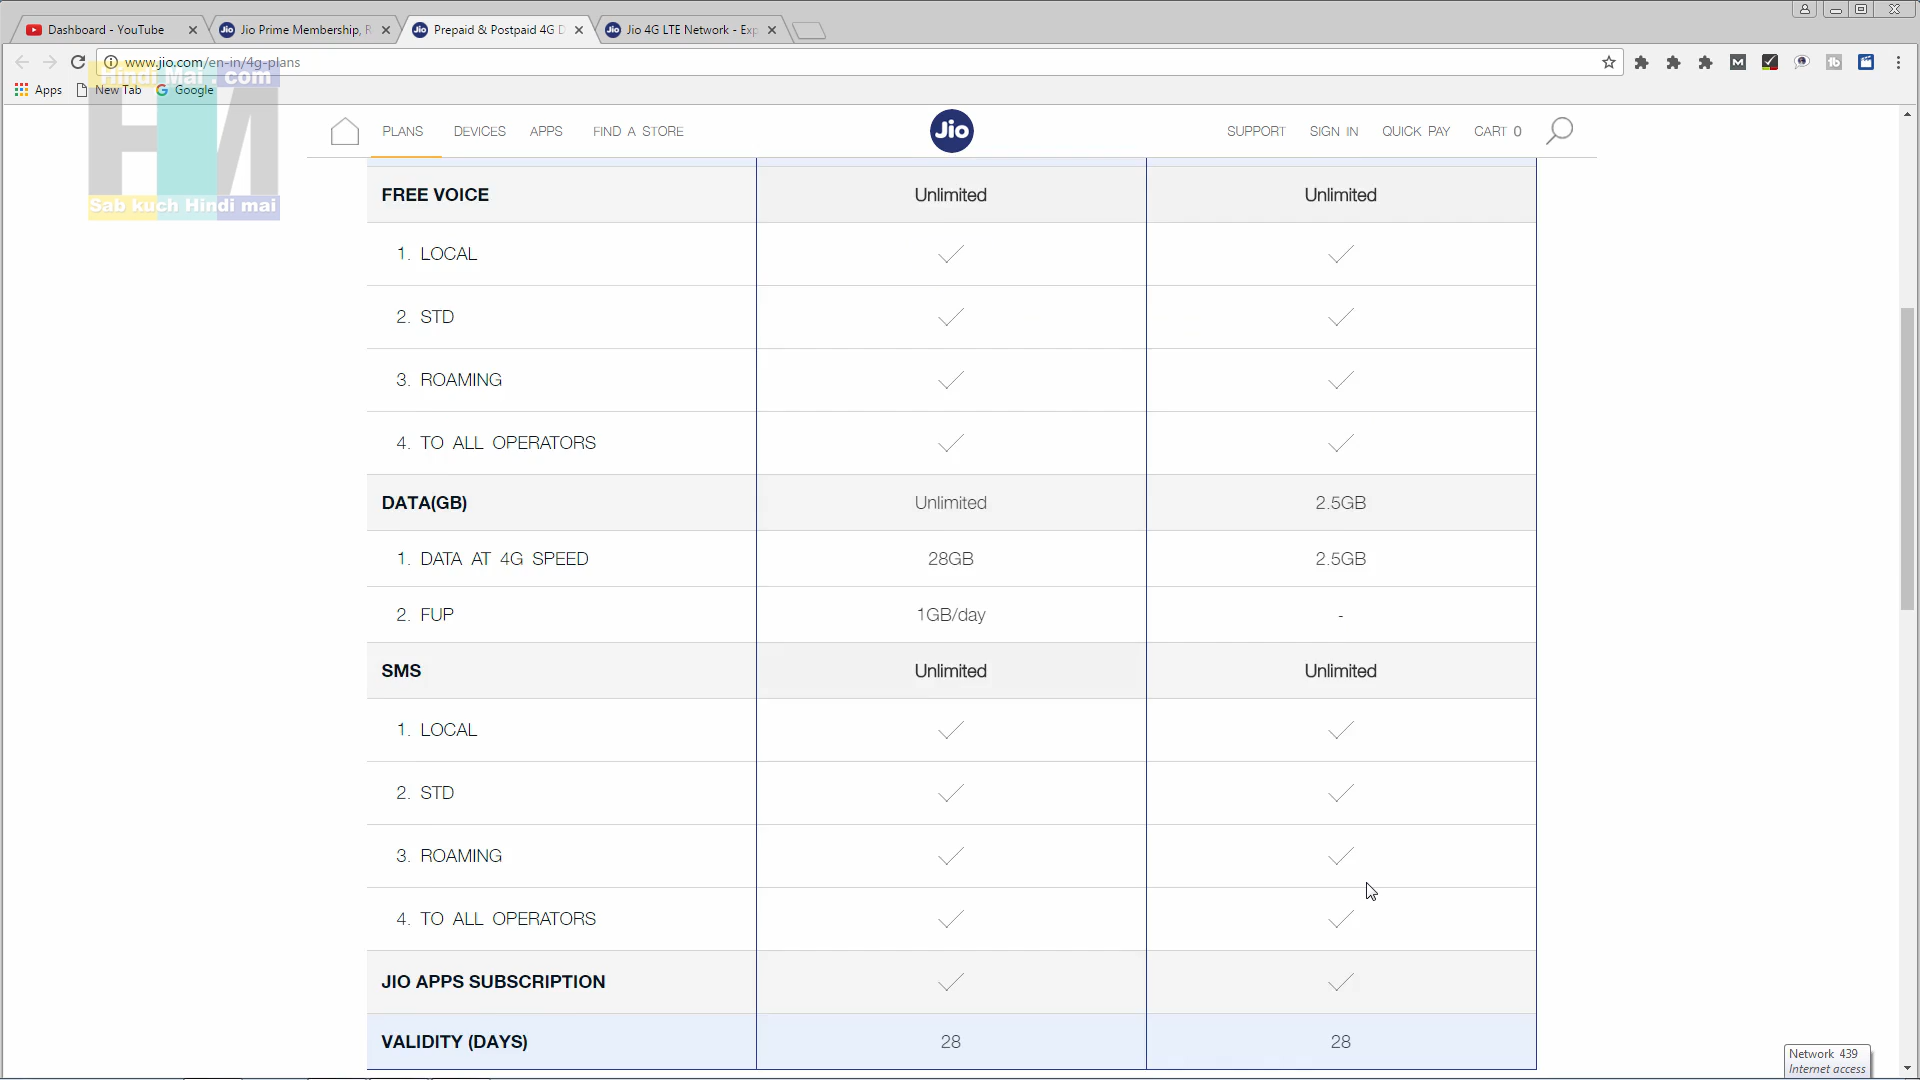 Dashboard - YouTube
Jio Prime Membership, R
Prepaid & Postpaid 4G D
Jio 4G LTE Network - Exp
www.jio.com/en-in/4g-plans
Hindi Mai . com
Apps
New Tab
Google
HM
Sab kuch Hindi mai
PLANS
DEVICES
APPS
FIND A STORE
Jio
SUPPORT
SIGN IN
QUICK PAY
CART 0
FREE VOICE Unlimited Unlimited
1. LOCAL
2. STD
3. ROAMING
4. TO ALL OPERATORS
DATA(GB) Unlimited 2.5GB
1. DATA AT 4G SPEED 28GB 2.5GB
2. FUP 1GB/day -
SMS Unlimited Unlimited
1. LOCAL
2. STD
3. ROAMING
4. TO ALL OPERATORS
JIO APPS SUBSCRIPTION
VALIDITY (DAYS) 28 28
Network 439
Internet access